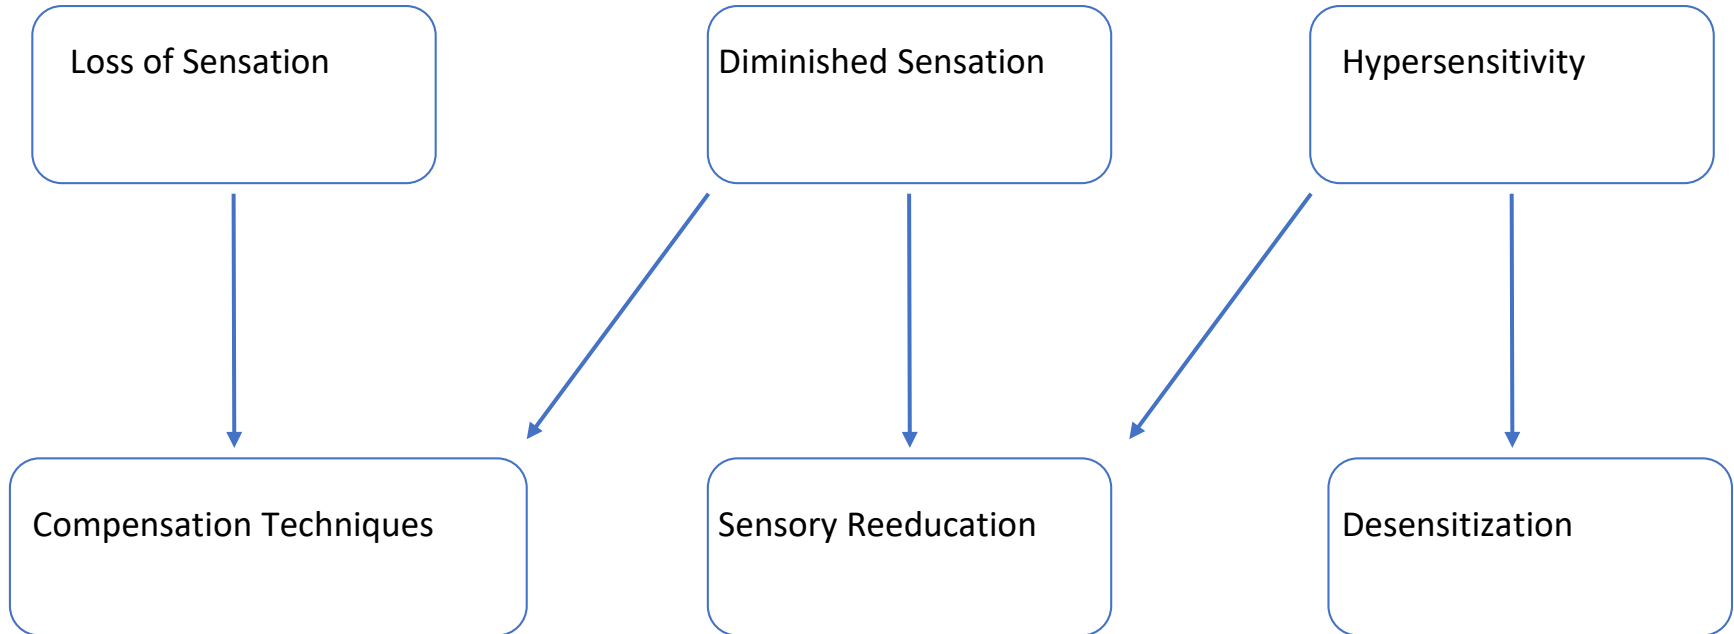 Loss of Sensation
Diminished Sensation
Hypersensitivity
Compensation Techniques
Sensory Reeducation
Desensitization